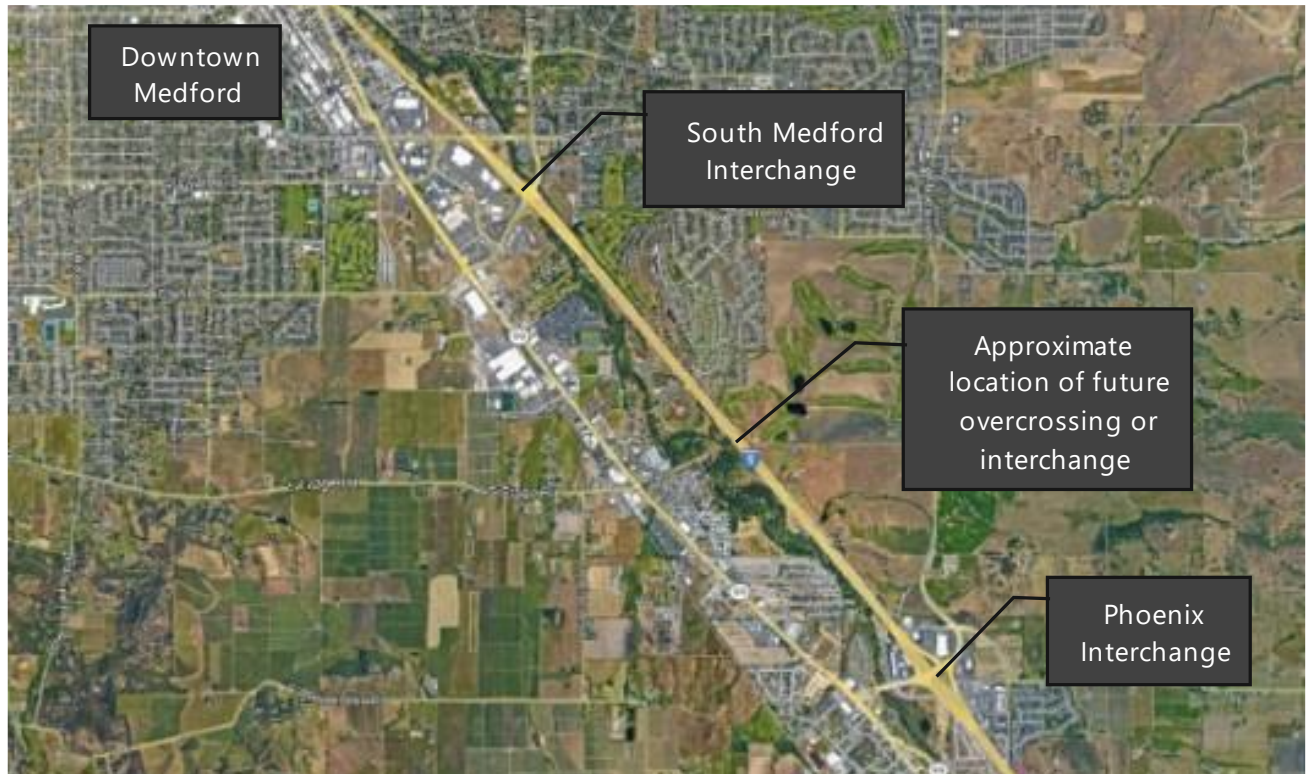 Downtown
Medford
South Medford
Interchange
Approximate
location of future
overcrossing or
interchange
Phoenix
Interchange